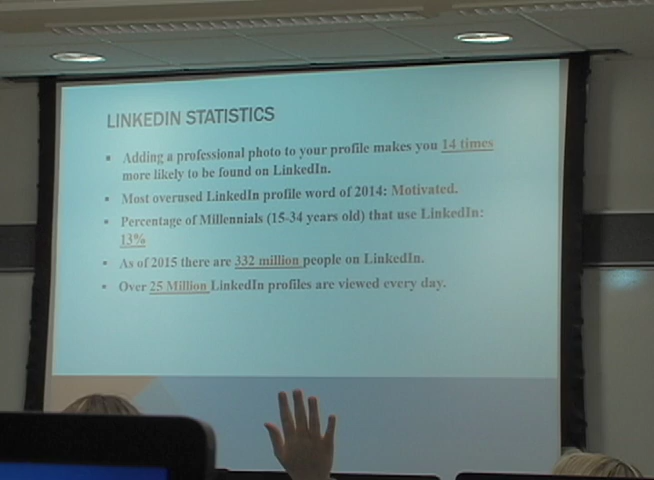 LINKEDIN STATISTICS
▪ Adding a professional photo to your profile makes you 14 times
more likely to be found on LinkedIn.
▪ Most overused LinkedIn profile word of 2014: Motivated.
▪ Percentage of Millennials (15-34 years old) that use LinkedIn:
13%
▪ As of 2015 there are 332 million people on LinkedIn.
▪ Over 25 Million LinkedIn profiles are viewed every day.